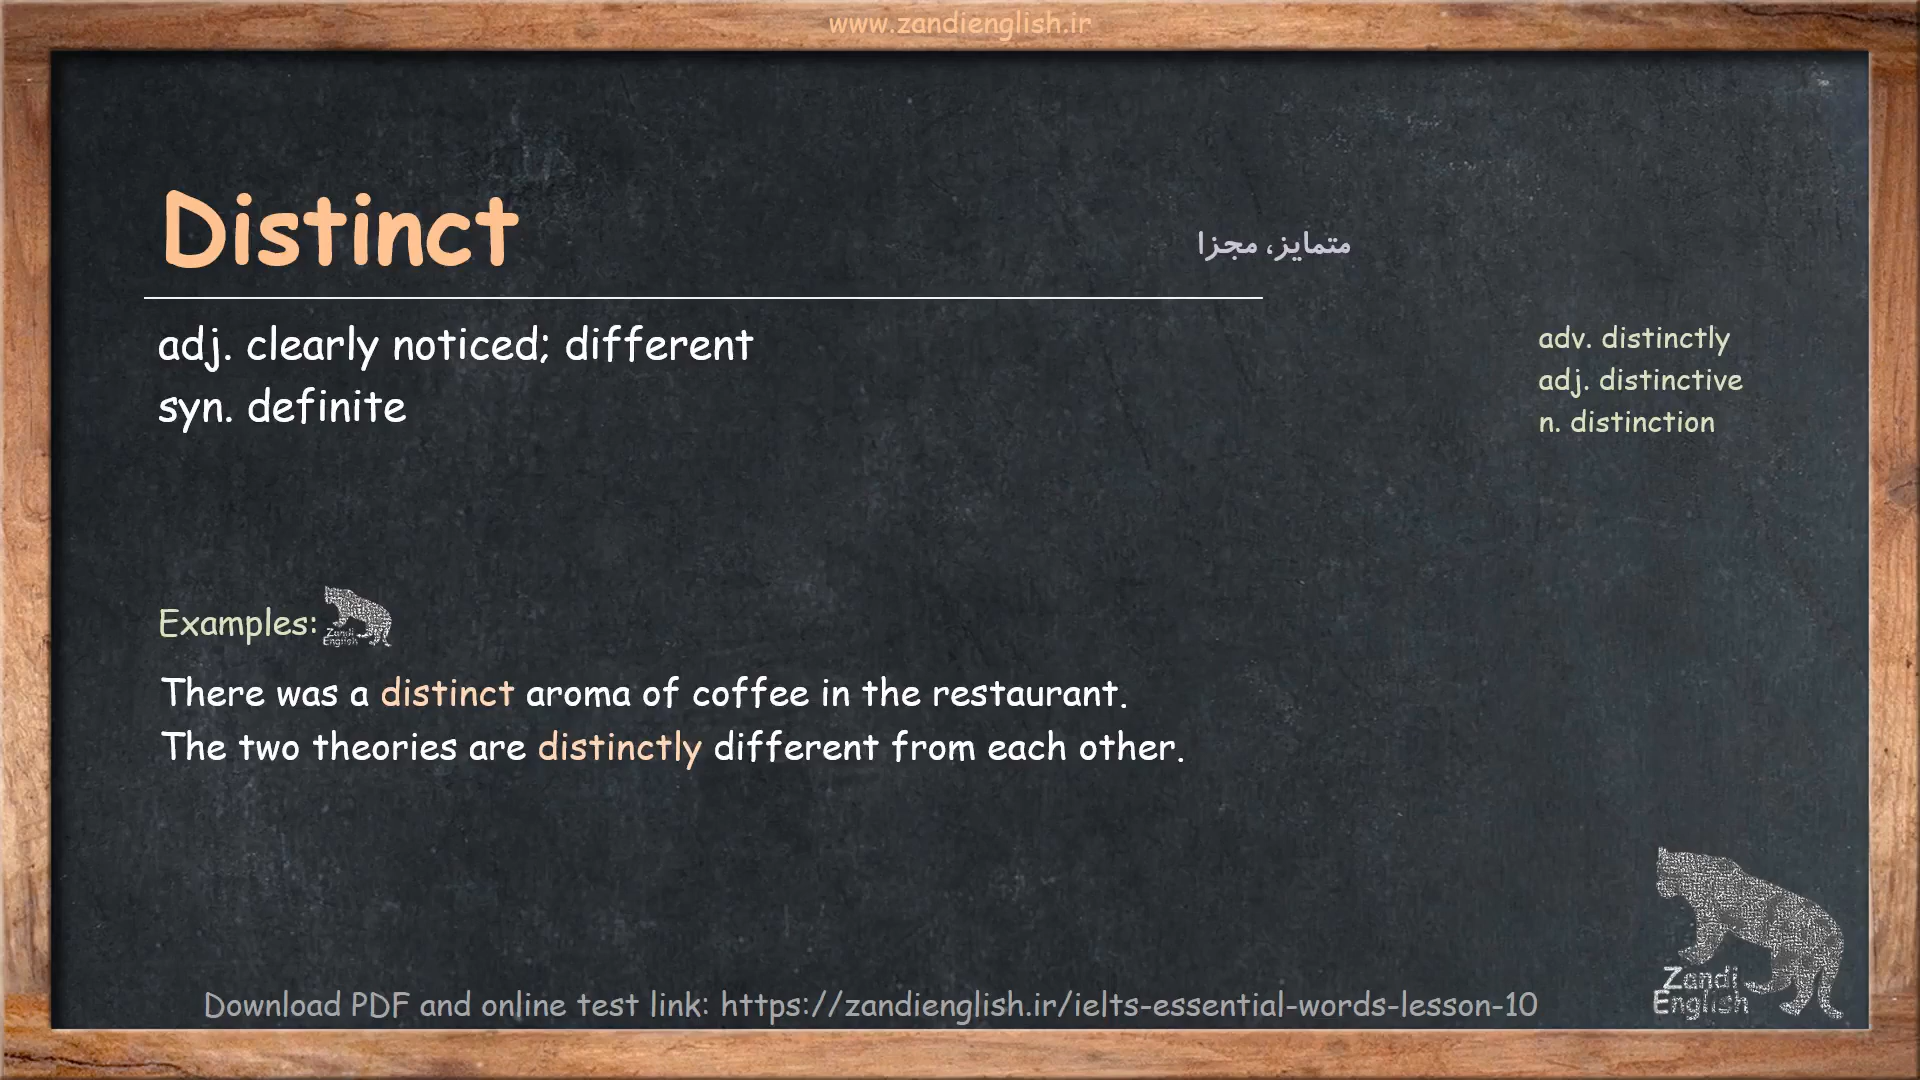 www.zandienglish.ir
Distinct
متمایز، مجزا
adj. clearly noticed; different
syn. definite
adv. distinctly
adj. distinctive
n. distinction
Examples:
Zandi
English
There was a distinct aroma of coffee in the restaurant.
The two theories are distinctly different from each other.
Zandi
English
Download PDF and online test link: https://zandienglish.ir/ielts-essential-words-lesson-10